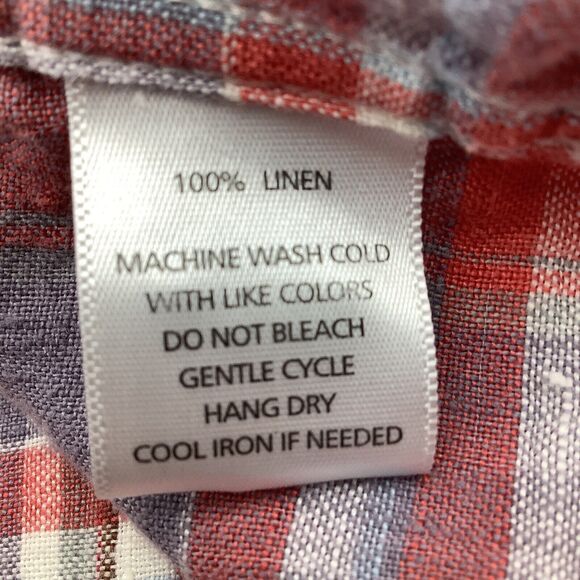 100% LINEN
MACHINE WASH COLD
WITH LIKE COLORS
DO NOT BLEACH
GENTLE CYCLE
HANG DRY
COOL IRON IF NEEDED